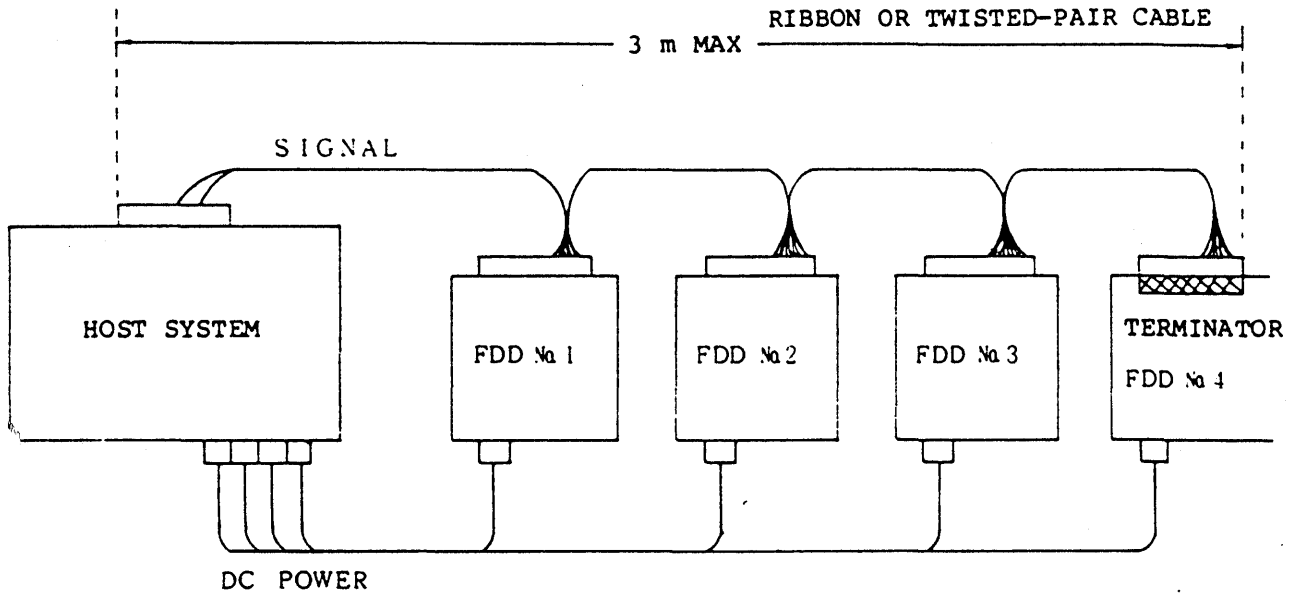 RIBBON OR TWISTED-PAIR CABLE
3 m MAX
SIGNAL
HOST SYSTEM
FDD №1
FDD №2
FDD №3
TERMINATOR
FDD №4
DC POWER